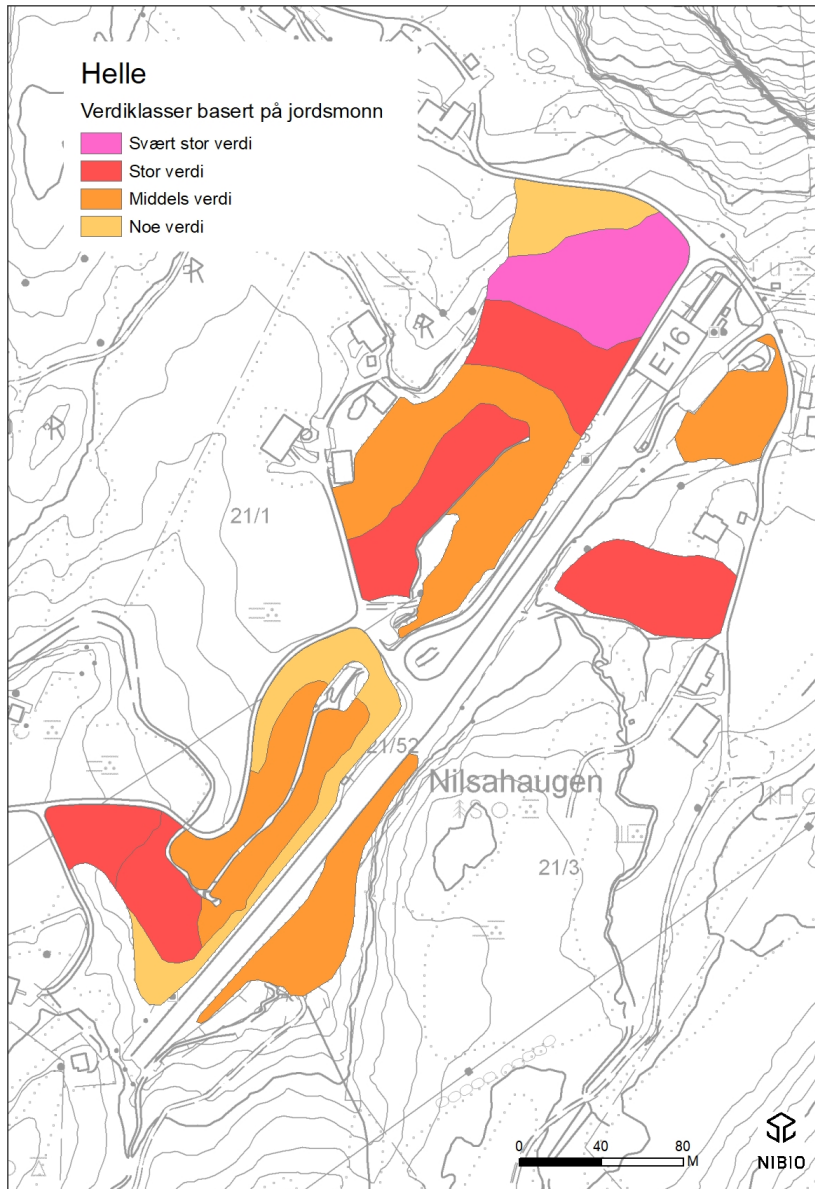 Helle
Verdiklasser basert på jordsmonn
Svært stor verdi
Stor verdi
Middels verdi
Noe verdi
E16
21/1
21/52
Nilsahaugen
21/3
0 40 80
M
NIBIO